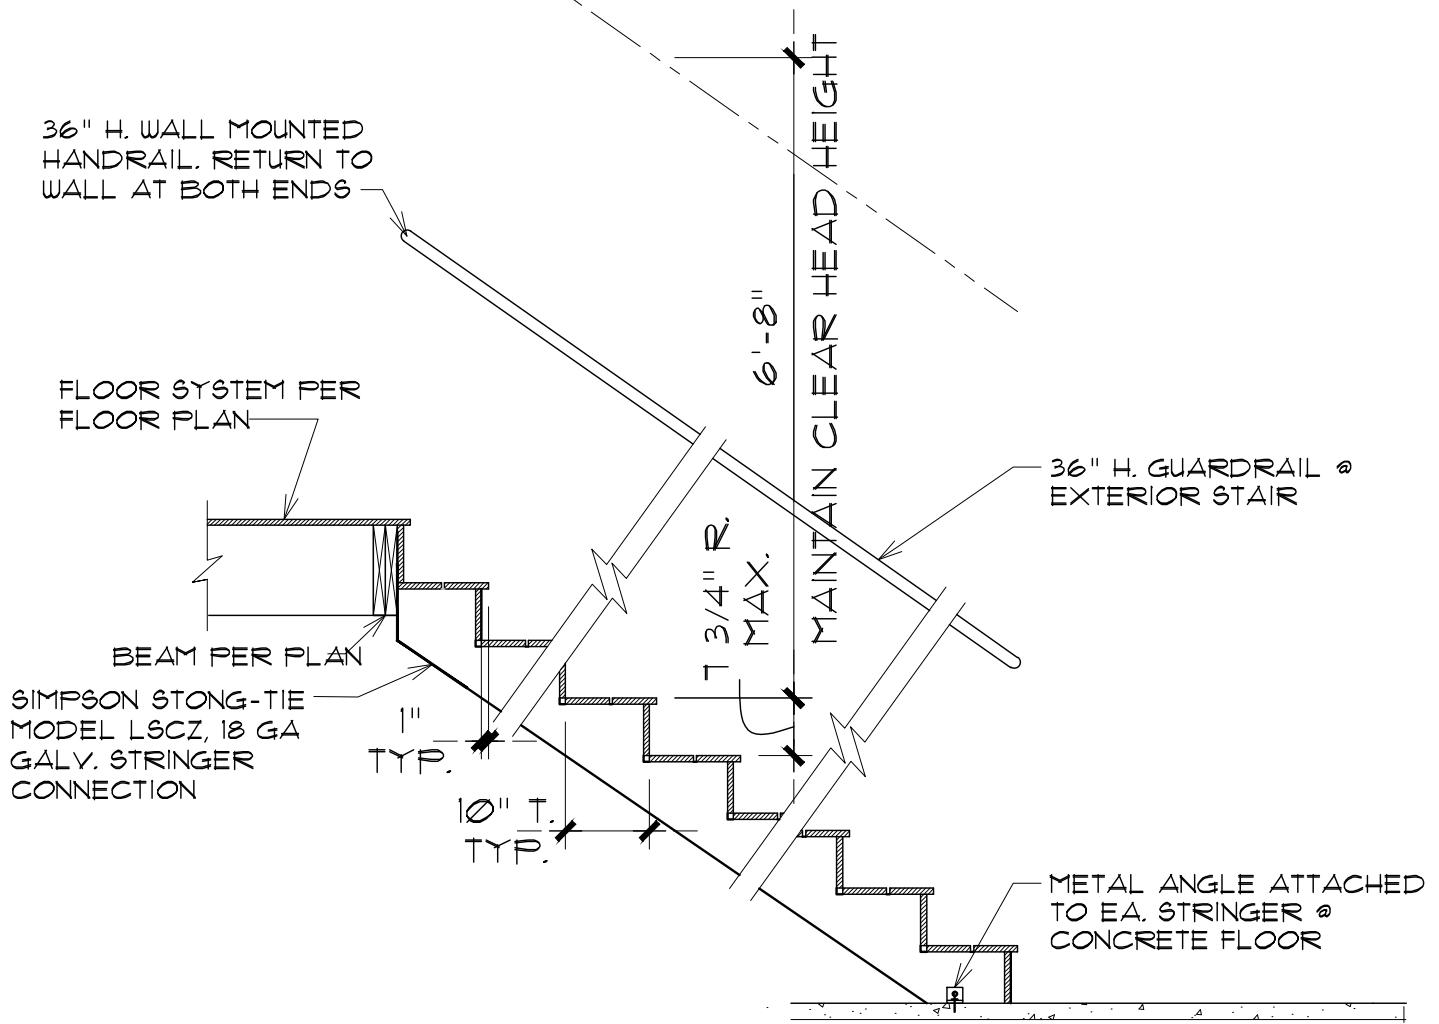 36" H. WALL MOUNTED
HANDRAIL. RETURN TO
WALL AT BOTH ENDS
FLOOR SYSTEM PER
FLOOR PLAN
BEAM PER PLAN
SIMPSON STONG-TIE
MODEL LSCZ, 18 GA
GALV. STRINGER
CONNECTION
1"
TYP.
10" T.
TYP.
7 3/4" R.
MAX.
6'-8"
MAINTAIN CLEAR HEAD HEIGHT
36" H. GUARDRAIL @
EXTERIOR STAIR
METAL ANGLE ATTACHED
TO EA. STRINGER @
CONCRETE FLOOR